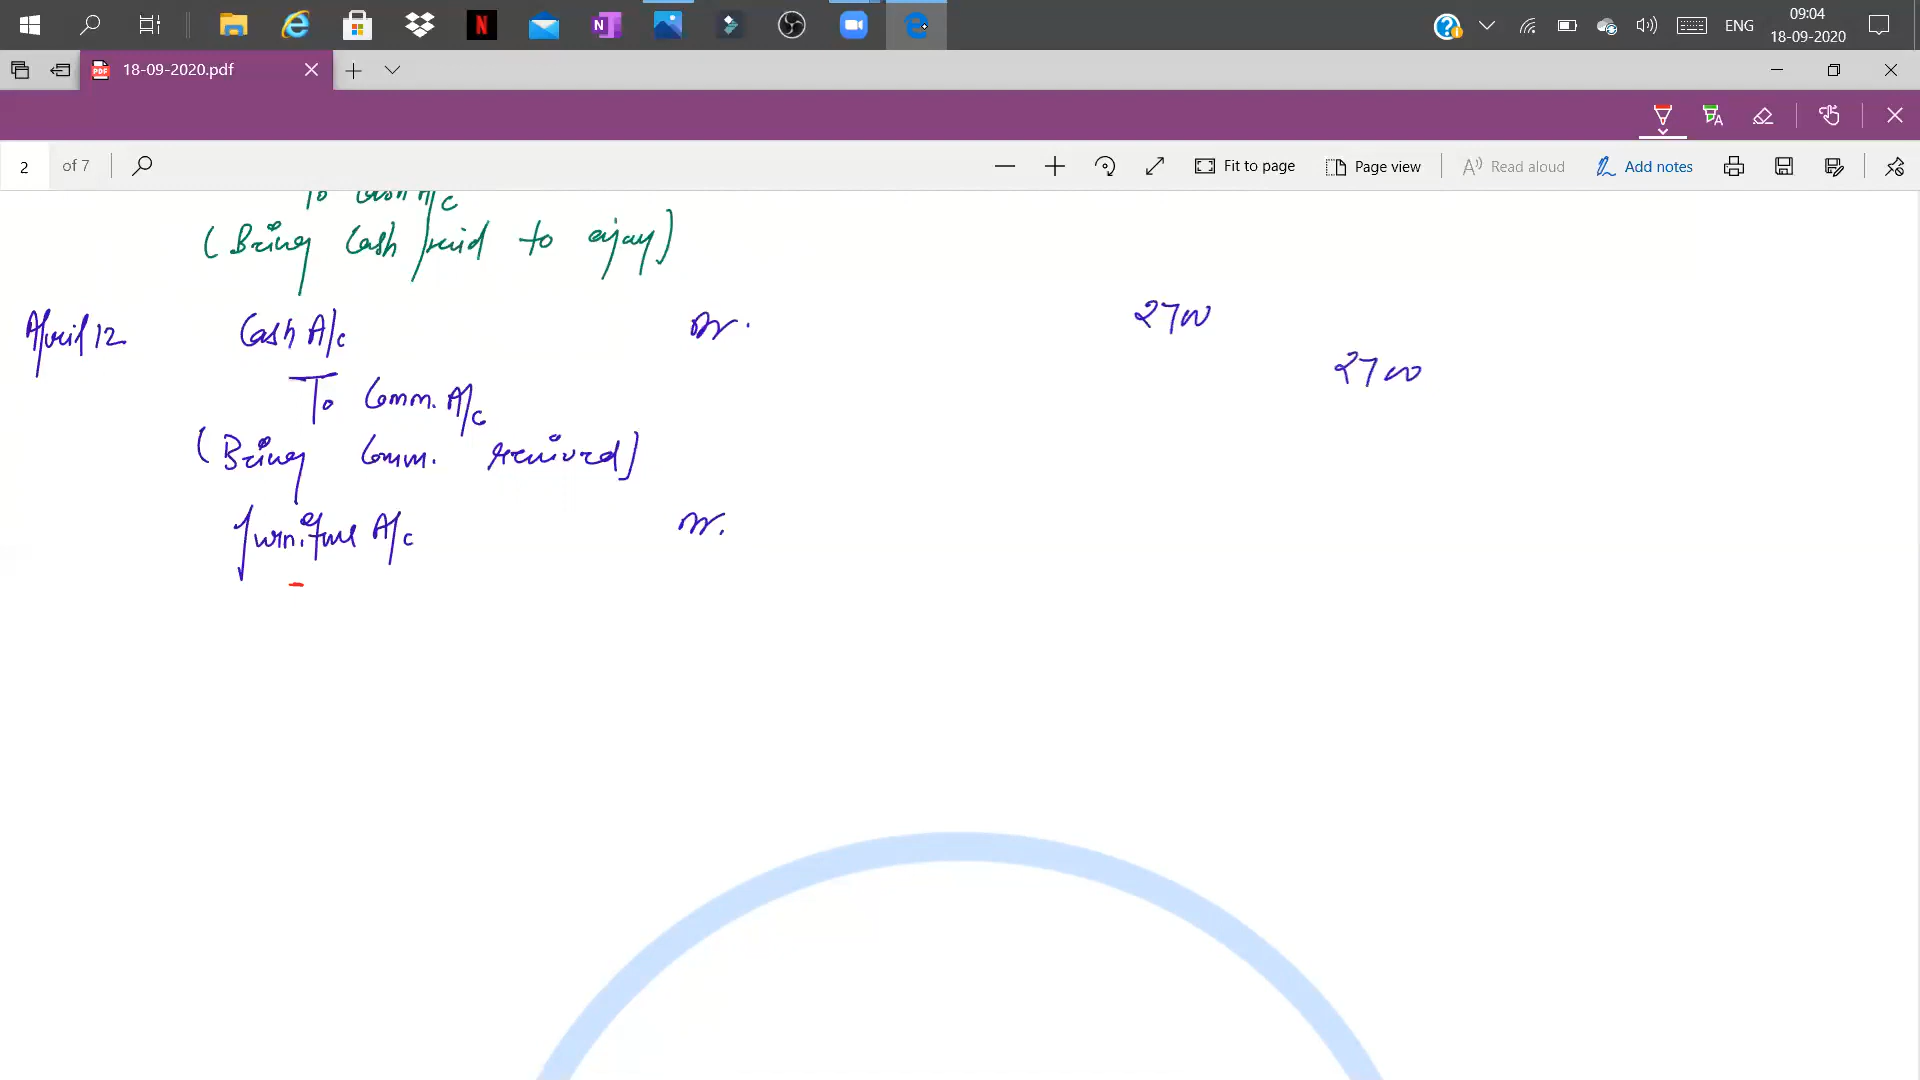 09:04
ENG
18-09-2020
18-09-2020.pdf
2 of 7
Fit to page
Page view
Read aloud
Add notes
To Cash A/c
(Being Cash paid to ajay)
April 12 Cash A/c Dr. 2700
To Comm. A/c 2700
(Being Comm. received)
furniture A/c Dr.